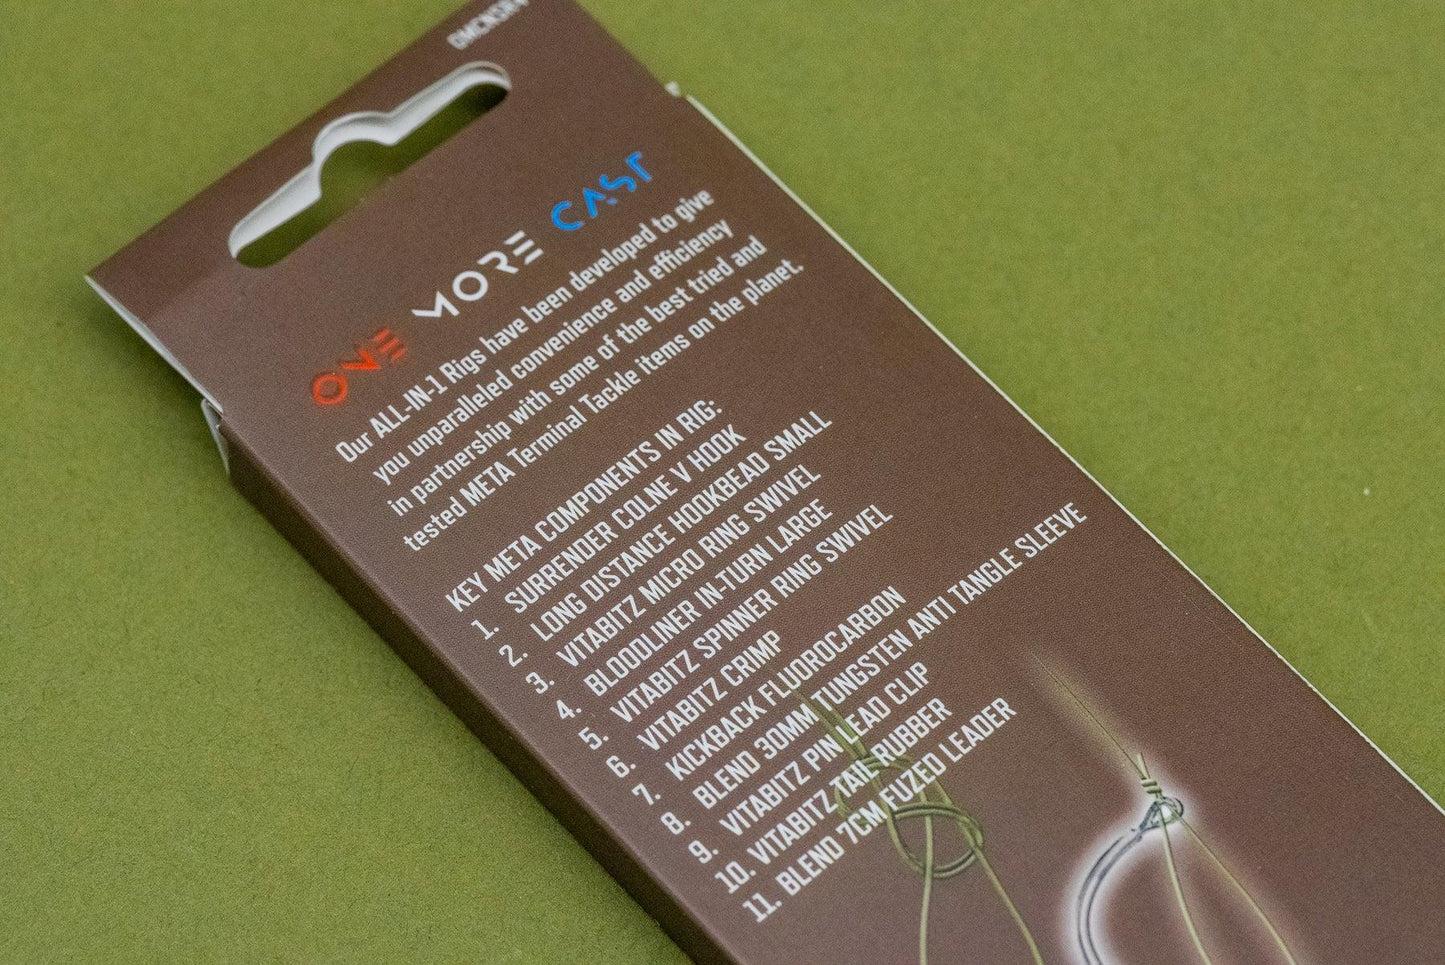 ONE MORE CAST
Our ALL-IN-1 Rigs have been developed to give
you unparalleled convenience and efficiency
in partnership with some of the best tried and
tested META Terminal Tackle items on the planet.
KEY META COMPONENTS IN RIG:
1. SURRENDER COLNE V HOOK
2. LONG DISTANCE HOOKBEAD SMALL
3. VITABITZ MICRO RING SWIVEL
4. BLOODLINER IN-TURN LARGE
5. VITABITZ SPINNER RING SWIVEL
6. VITABITZ CRIMP
7. KICKBACK FLUOROCARBON
8. BLEND 30MM TUNGSTEN ANTI TANGLE SLEEVE
9. VITABITZ PIN LEAD CLIP
10. VITABITZ TAIL RUBBER
11. BLEND 7CM FUZED LEADER